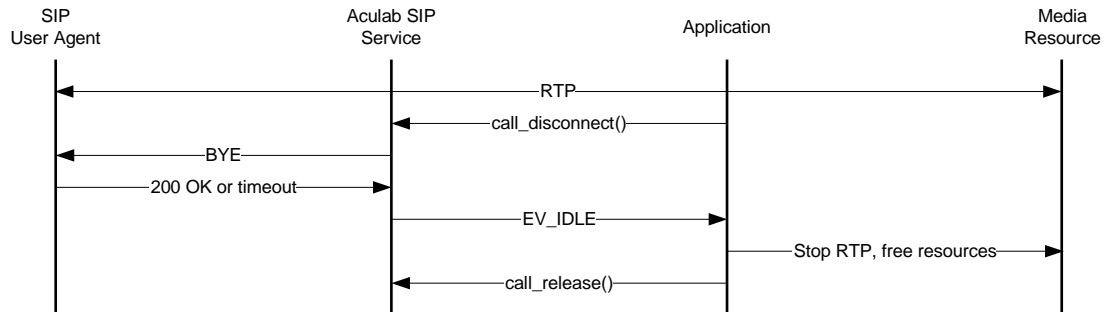 SIP
User Agent
Aculab SIP
Service
Application
Media
Resource
RTP
call_disconnect()
BYE
200 OK or timeout
EV_IDLE
Stop RTP, free resources
call_release()